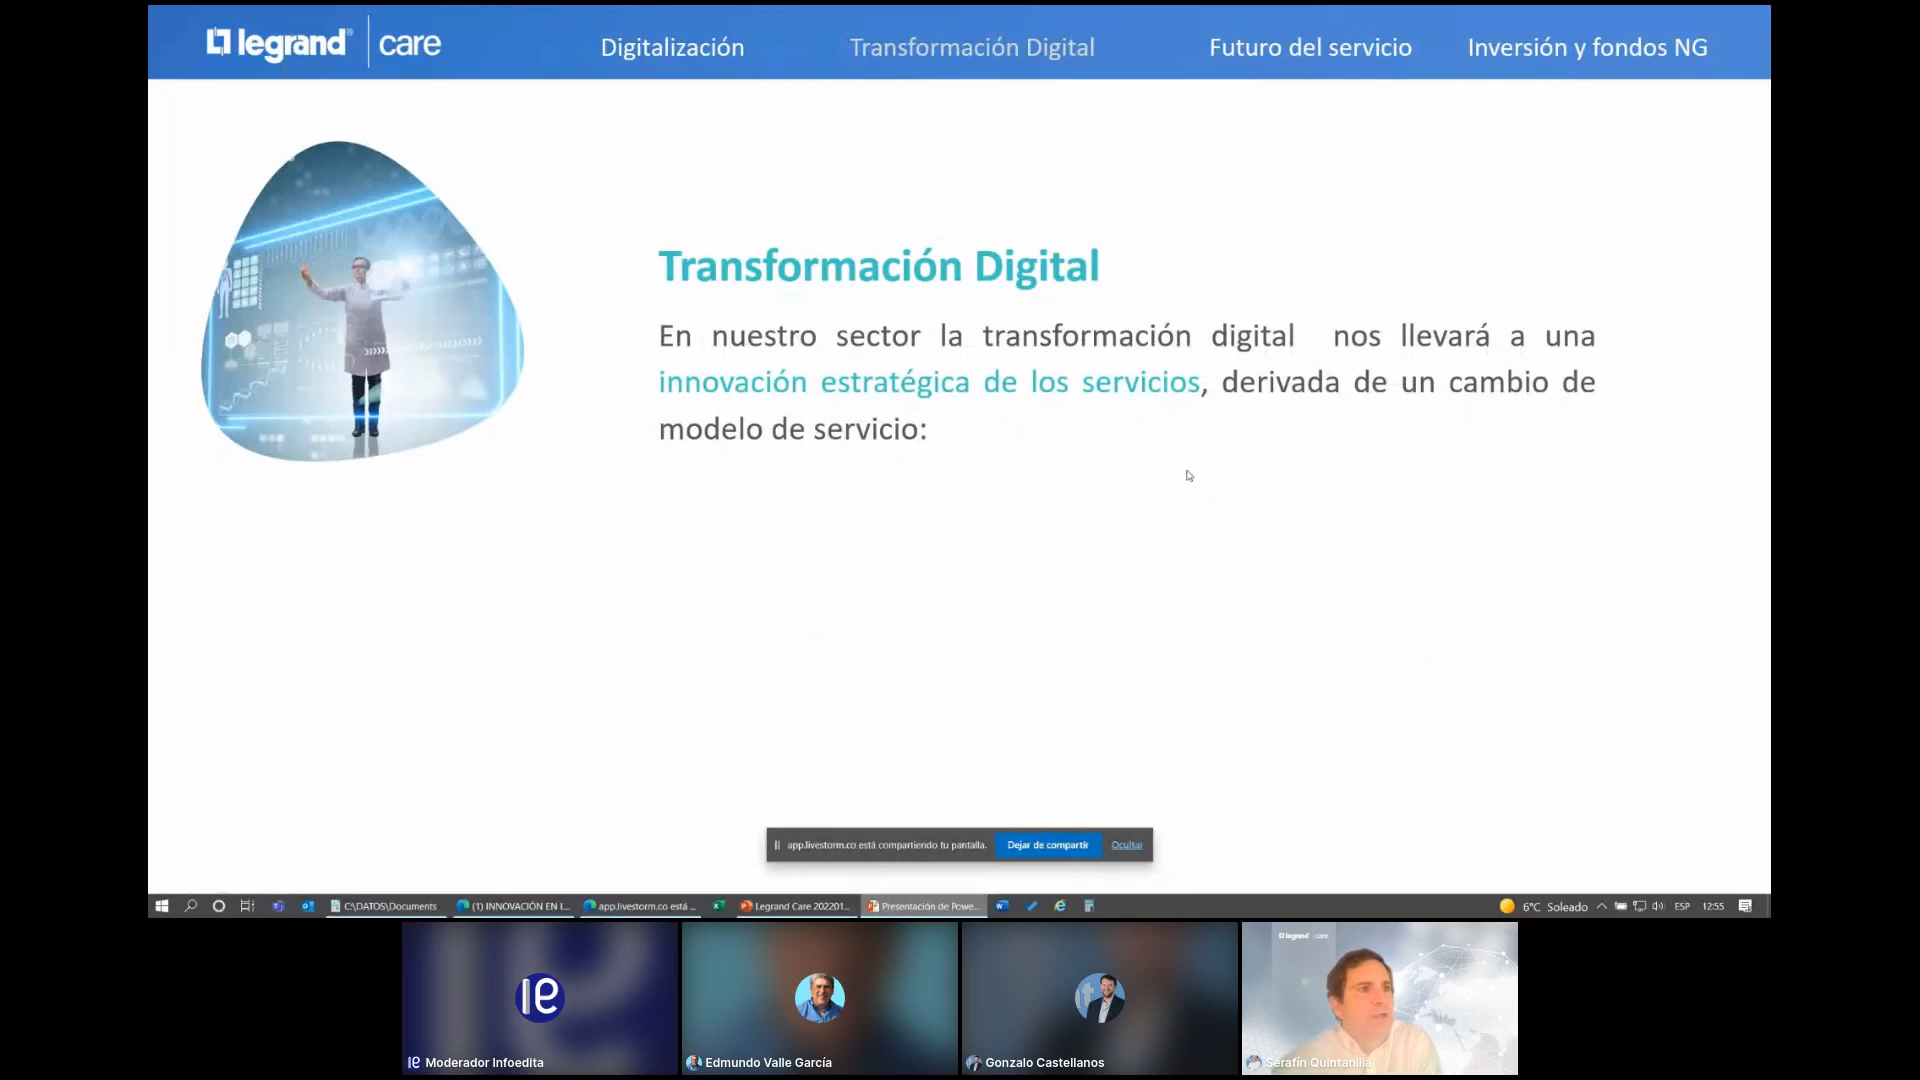 legrand® care
Digitalización
Transformación Digital
Futuro del servicio
Inversión y fondos NG
Transformación Digital
En nuestro sector la transformación digital nos llevará a una
innovación estratégica de los servicios, derivada de un cambio de
modelo de servicio:
app.livestorm.co está compartiendo tu pantalla.
Dejar de compartir
Ocultar
C:\DATOS\Documents
(1) INNOVACIÓN EN L...
app.livestorm.co está ...
Legrand Care 202201...
Presentación de Powe...
6°C Soleado
ESP
12:55
legrand care
Moderador Infoedita
Edmundo Valle García
Gonzalo Castellanos
Serafín Quintanilla